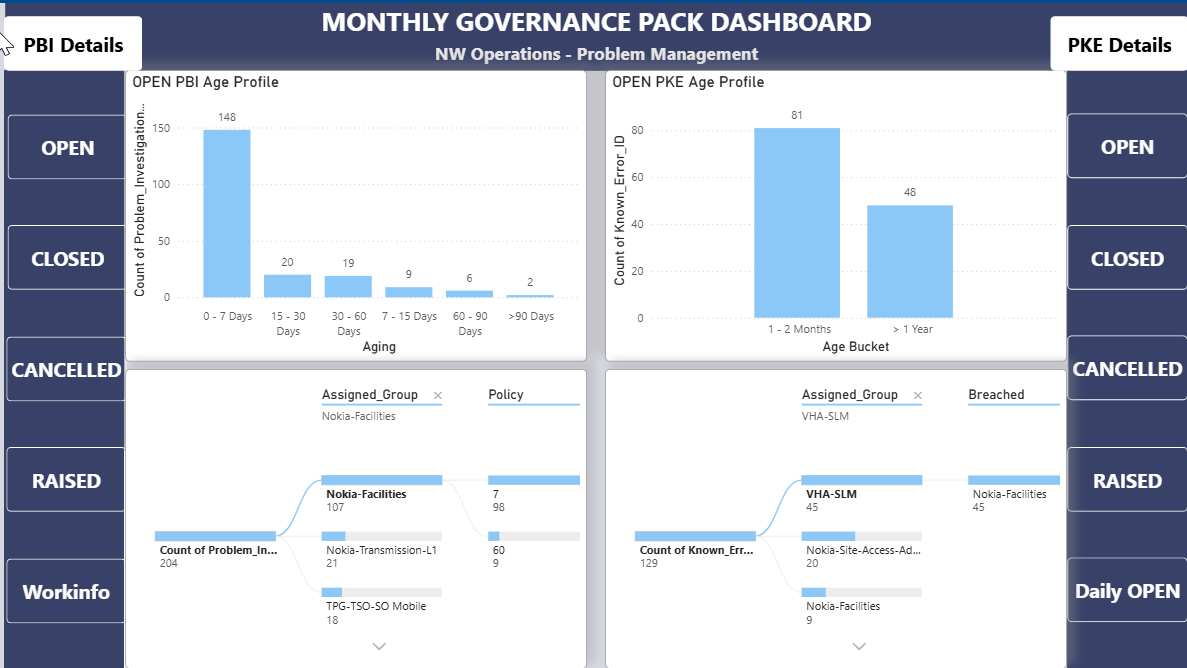 MONTHLY GOVERNANCE PACK DASHBOARD
NW Operations - Problem Management
PBI Details
OPEN
CLOSED
CANCELLED
RAISED
Workinfo
OPEN PBI Age Profile
Count of Problem_Investigation...
150
100
50
0
148
20
19
9
6
2
0 - 7 Days
15 - 30
Days
30 - 60
Days
7 - 15 Days
60 - 90
Days
>90 Days
Aging
OPEN PKE Age Profile
Count of Known_Error_ID
80
60
40
20
0
81
48
1 - 2 Months
> 1 Year
Age Bucket
Assigned_Group ×
Nokia-Facilities
Policy
Count of Problem_In...
204
Nokia-Facilities
107
Nokia-Transmission-L1
21
TPG-TSO-SO Mobile
18
7
98
60
9
Assigned_Group ×
VHA-SLM
Breached
Count of Known_Err...
129
VHA-SLM
45
Nokia-Site-Access-Ad...
20
Nokia-Facilities
9
Nokia-Facilities
45
PKE Details
OPEN
CLOSED
CANCELLED
RAISED
Daily OPEN